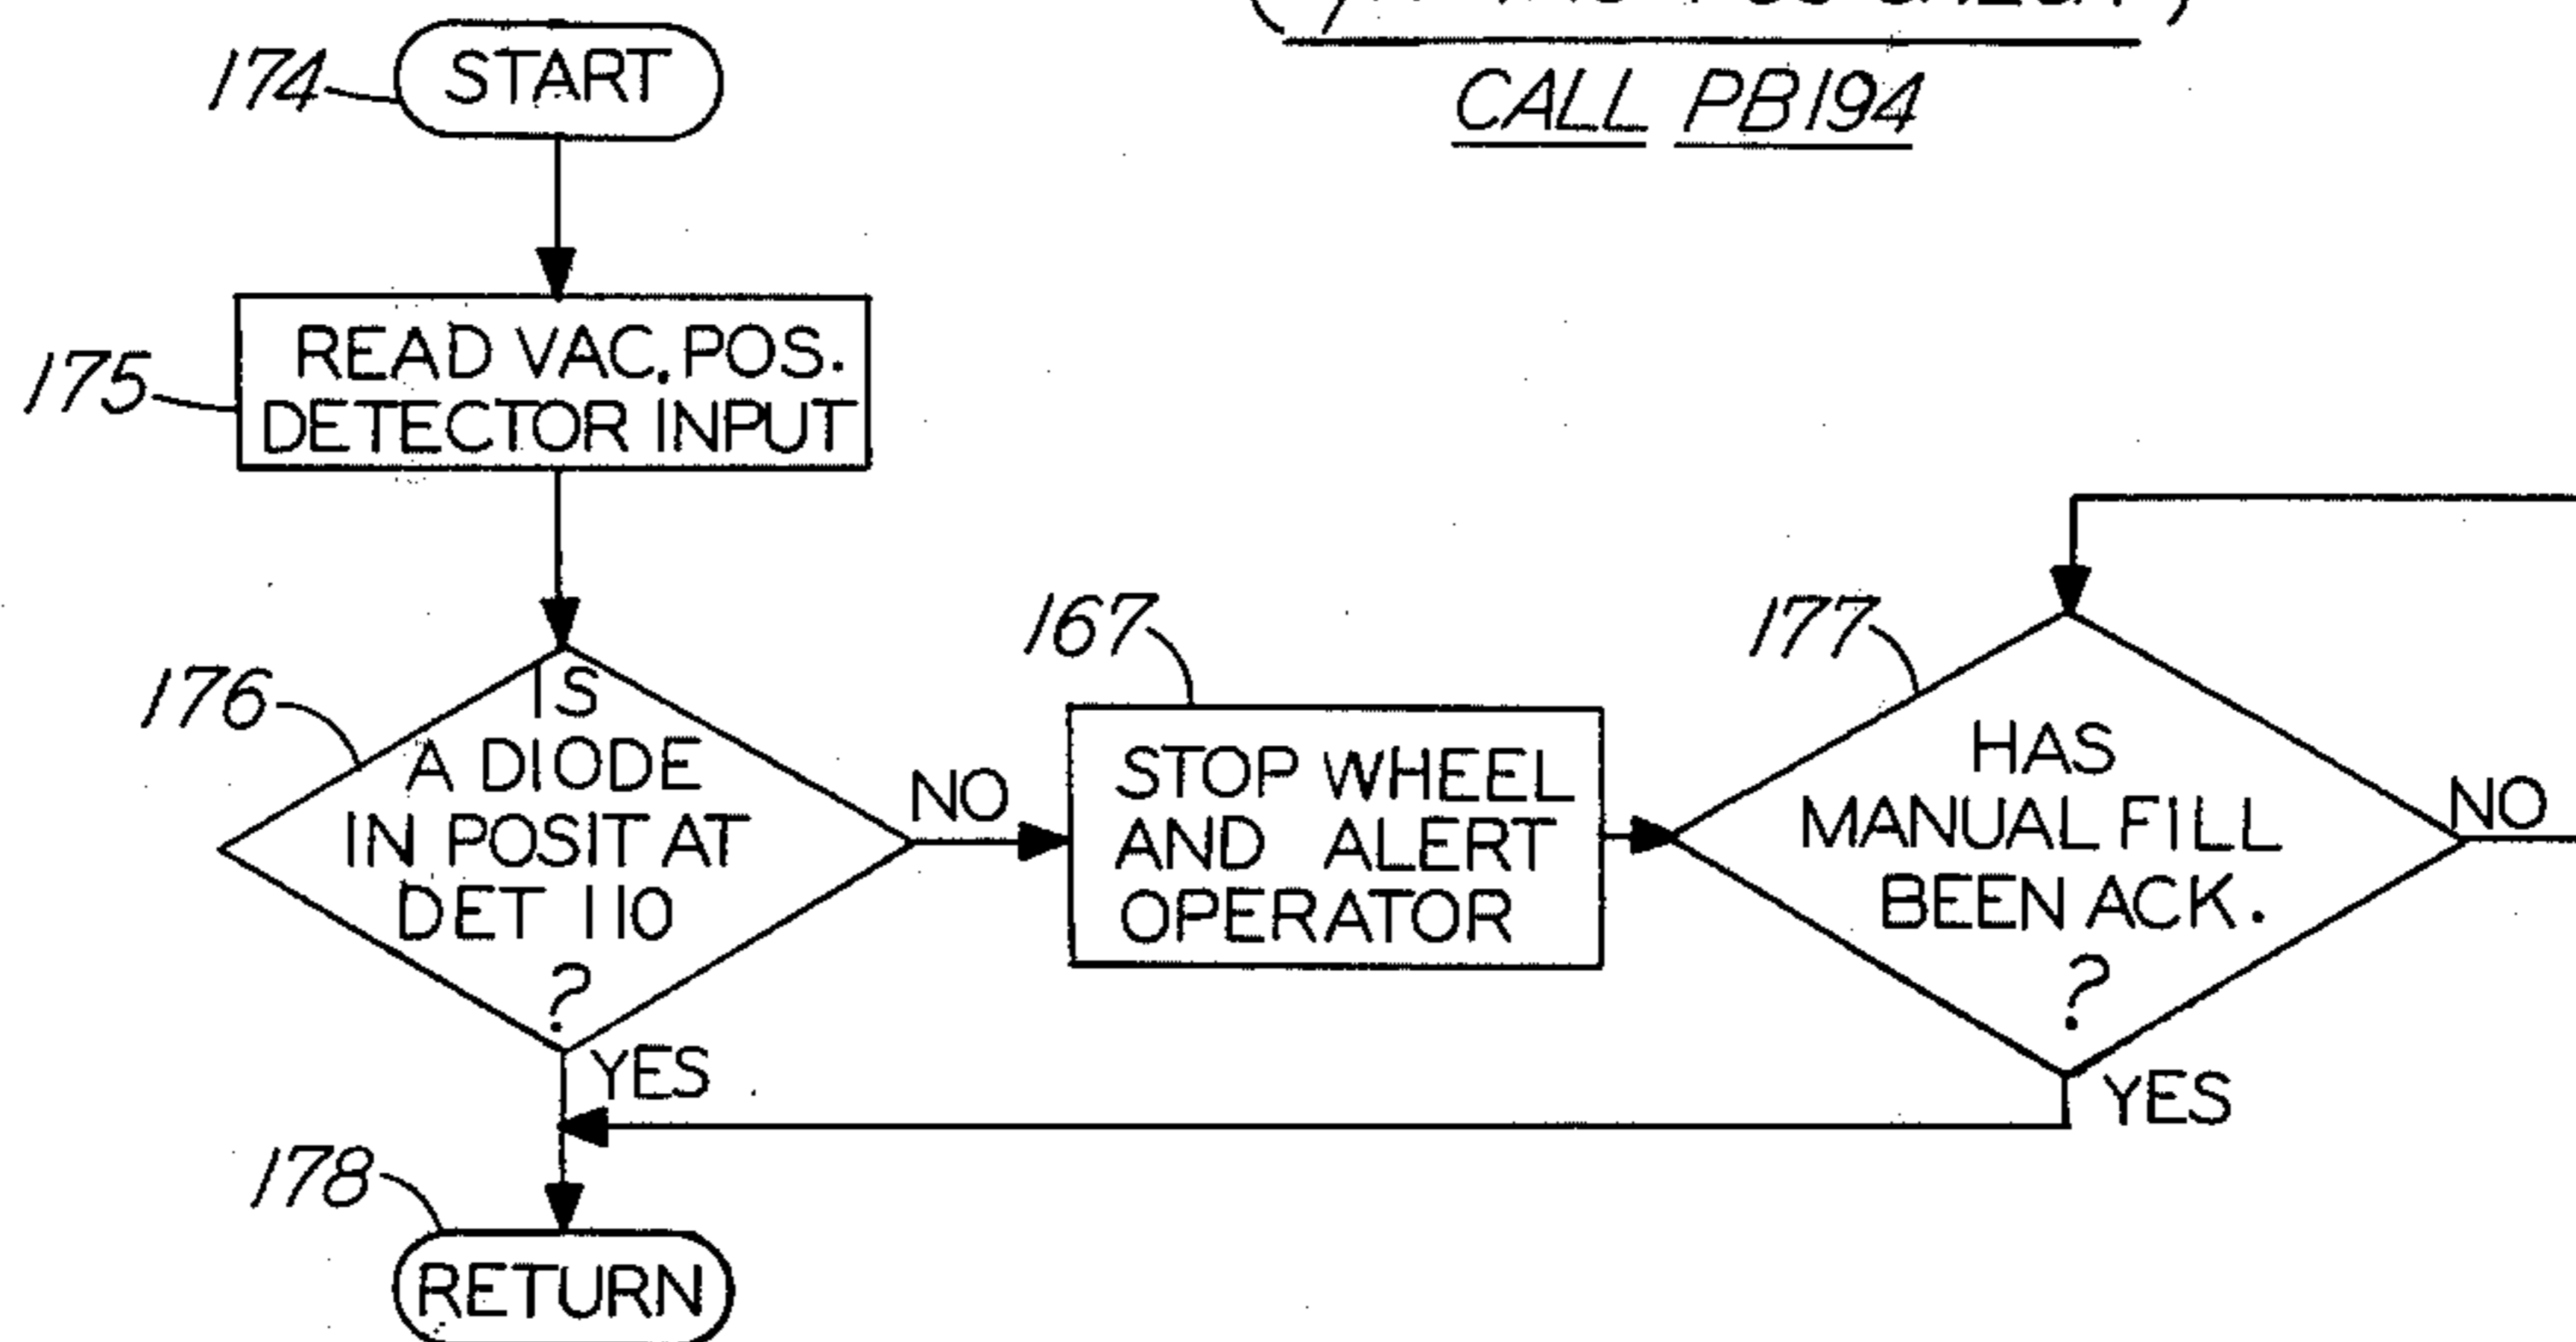 CALL PB194
174
START
175
READ VAC. POS.
DETECTOR INPUT
176
IS
A DIODE
IN POSIT AT
DET 110
?
NO
YES
167
STOP WHEEL
AND ALERT
OPERATOR
177
HAS
MANUAL FILL
BEEN ACK.
?
NO
YES
178
RETURN